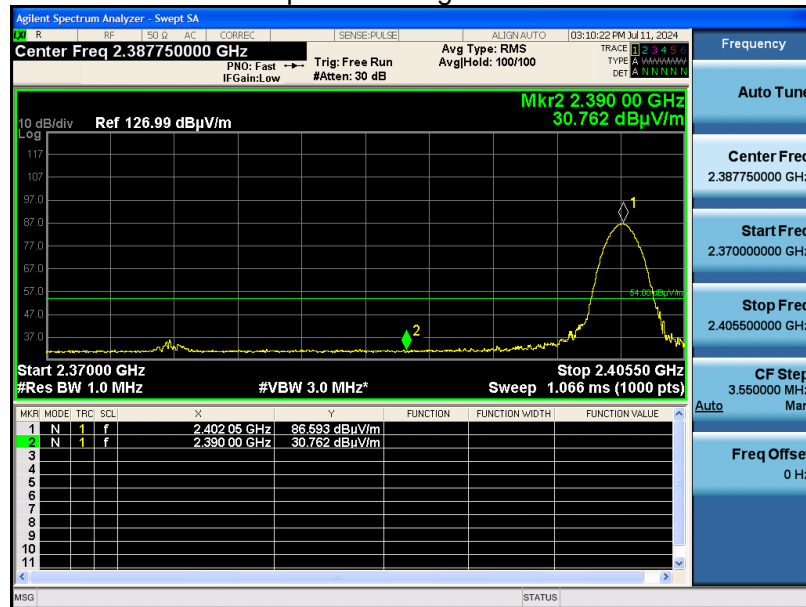 Agilent Spectrum Analyzer - Swept SA
LXI R RF 50 Ω AC CORREC SENSE:PULSE ALIGN AUTO 03:10:22 PM Jul 11, 2024
Center Freq 2.387750000 GHz
PNO: Fast
IFGain:Low
Trig: Free Run
#Atten: 30 dB
Avg Type: RMS
Avg|Hold: 100/100
TRACE 1 2 3 4 5 6
TYPE A WWWWW
DET A N N N N N
Mkr2 2.390 00 GHz
30.762 dBµV/m
10 dB/div Ref 126.99 dBµV/m
Log
117
107
97.0
87.0
77.0
67.0
57.0
47.0
37.0
1
54.00 dBµV/m
2
Start 2.37000 GHz Stop 2.40550 GHz
#Res BW 1.0 MHz #VBW 3.0 MHz* Sweep 1.066 ms (1000 pts)
MKR MODE TRC SCL X Y FUNCTION FUNCTION WIDTH FUNCTION VALUE
1 N 1 f 2.402 05 GHz 86.593 dBµV/m
2 N 1 f 2.390 00 GHz 30.762 dBµV/m
3
4
5
6
7
8
9
10
11
MSG STATUS
Frequency
Auto Tune
Center Freq
2.387750000 GHz
Start Freq
2.370000000 GHz
Stop Freq
2.405500000 GHz
CF Step
3.550000 MHz
Auto Man
Freq Offset
0 Hz